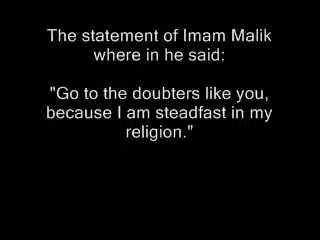 The statement of Imam Malik
where in he said:
"Go to the doubters like you,
because I am steadfast in my
religion."